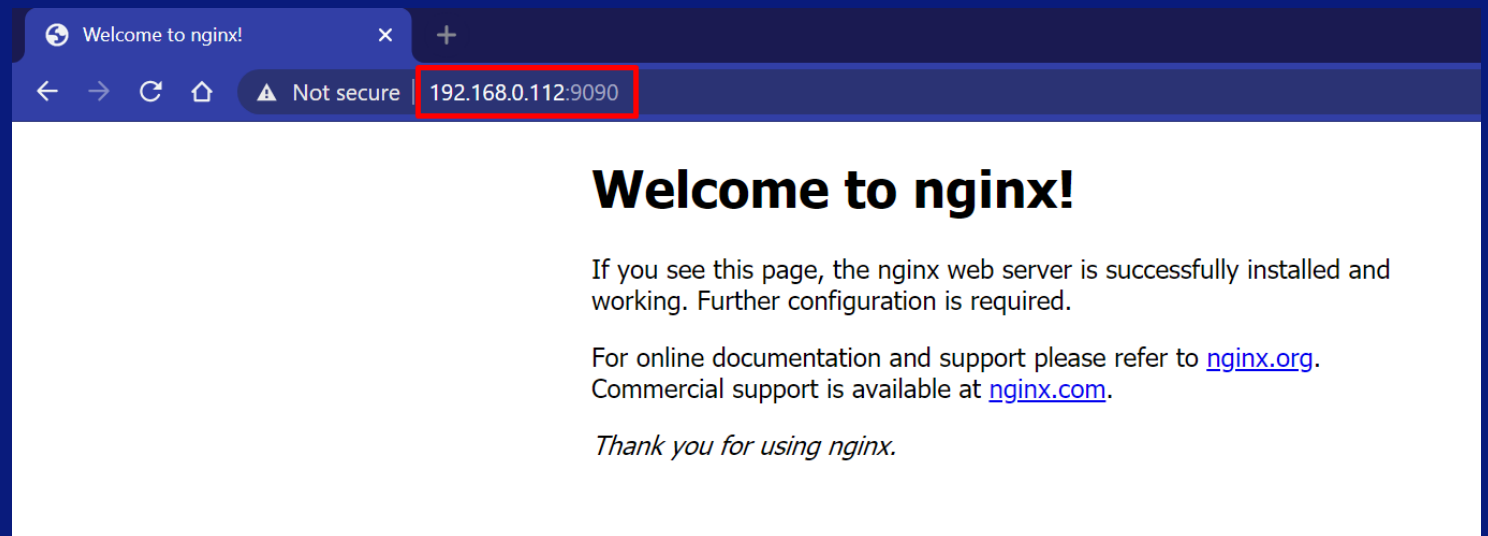 Welcome to nginx!
Not secure 192.168.0.112:9090
Welcome to nginx!
If you see this page, the nginx web server is successfully installed and
working. Further configuration is required.
For online documentation and support please refer to nginx.org.
Commercial support is available at nginx.com.
Thank you for using nginx.